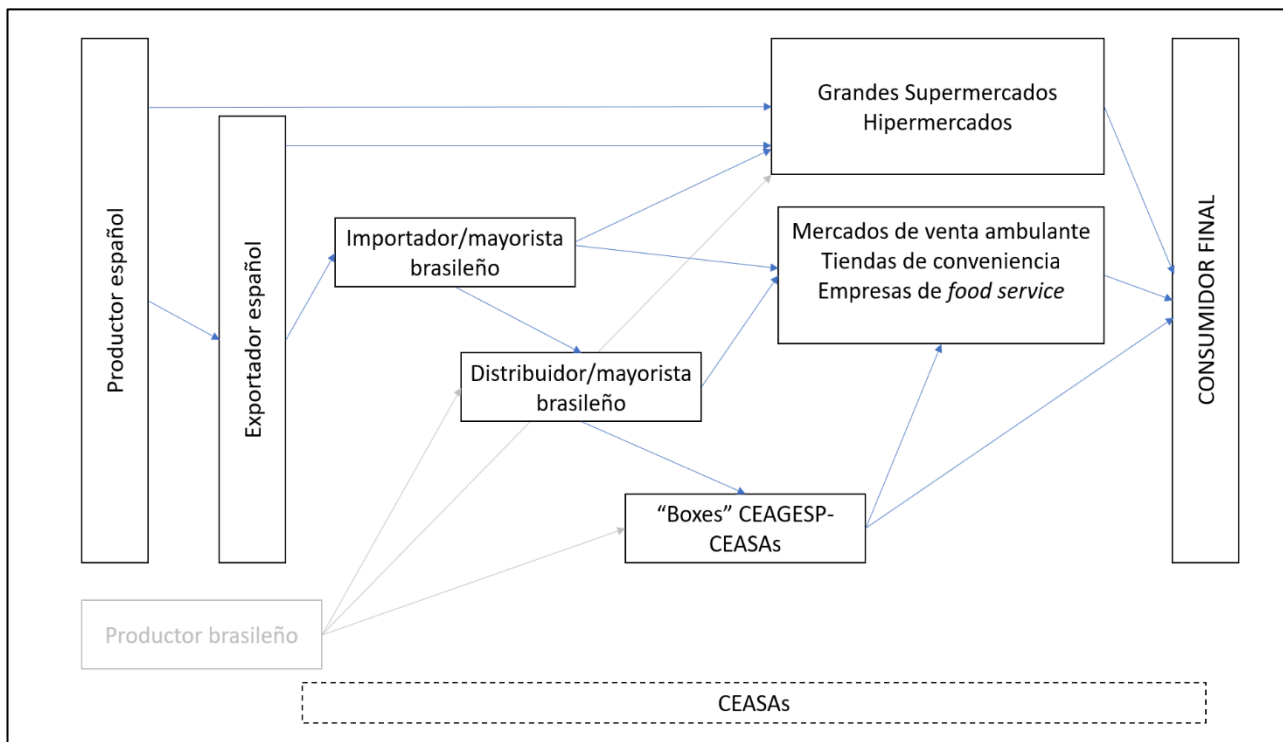 Productor español
Exportador español
Importador/mayorista
brasileño
Distribuidor/mayorista
brasileño
"Boxes" CEAGESP-
CEASAs
Grandes Supermercados
Hipermercados
Mercados de venta ambulante
Tiendas de conveniencia
Empresas de food service
CONSUMIDOR FINAL
Productor brasileño
CEASAs